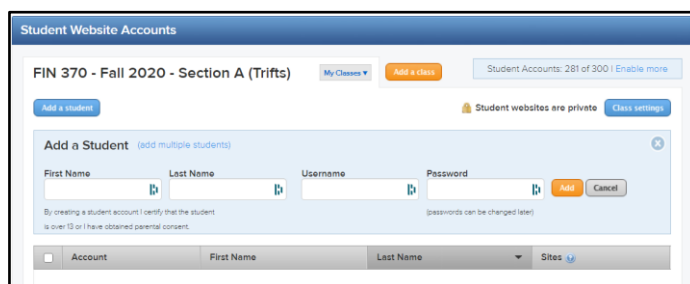 Student Website Accounts
FIN 370 - Fall 2020 - Section A (Trifts)
My Classes ▾
Add a class
Student Accounts: 281 of 300 | Enable more
Add a student
Student websites are private
Class settings
Add a Student (add multiple students)
First Name Last Name Username Password
Add Cancel
By creating a student account I certify that the student
is over 13 or I have obtained parental consent.
(passwords can be changed later)
Account First Name Last Name Sites